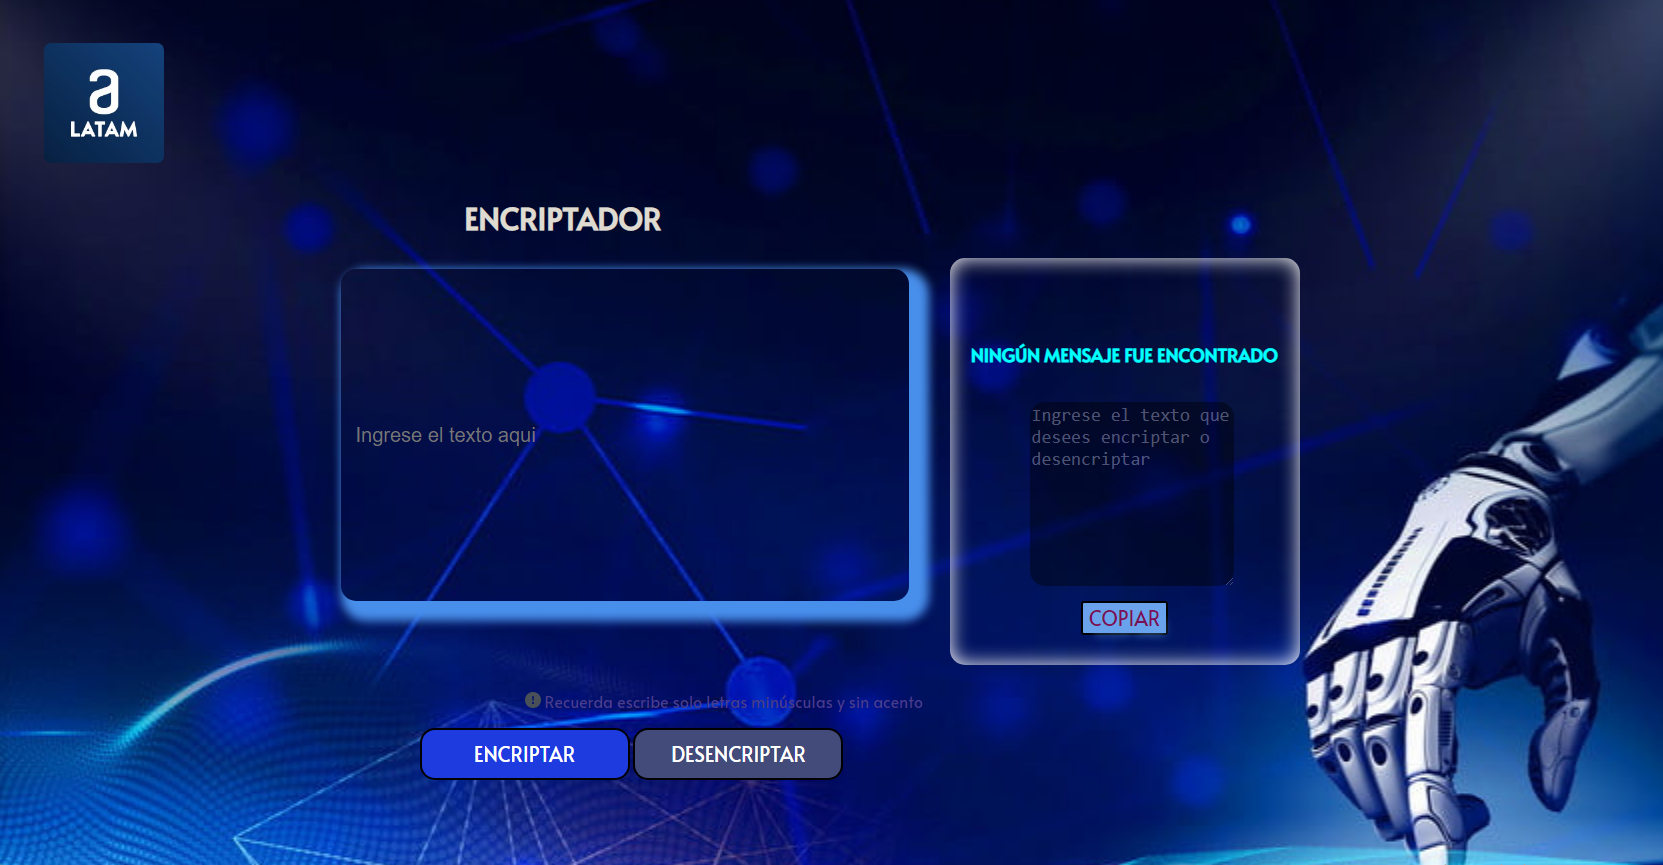 a
LATAM
ENCRIPTADOR
Ingrese el texto aqui
NINGÚN MENSAJE FUE ENCONTRADO
Ingrese el texto que
desees encriptar o
desencriptar
COPIAR
Recuerda escribe solo letras minúsculas y sin acento
ENCRIPTAR
DESENCRIPTAR